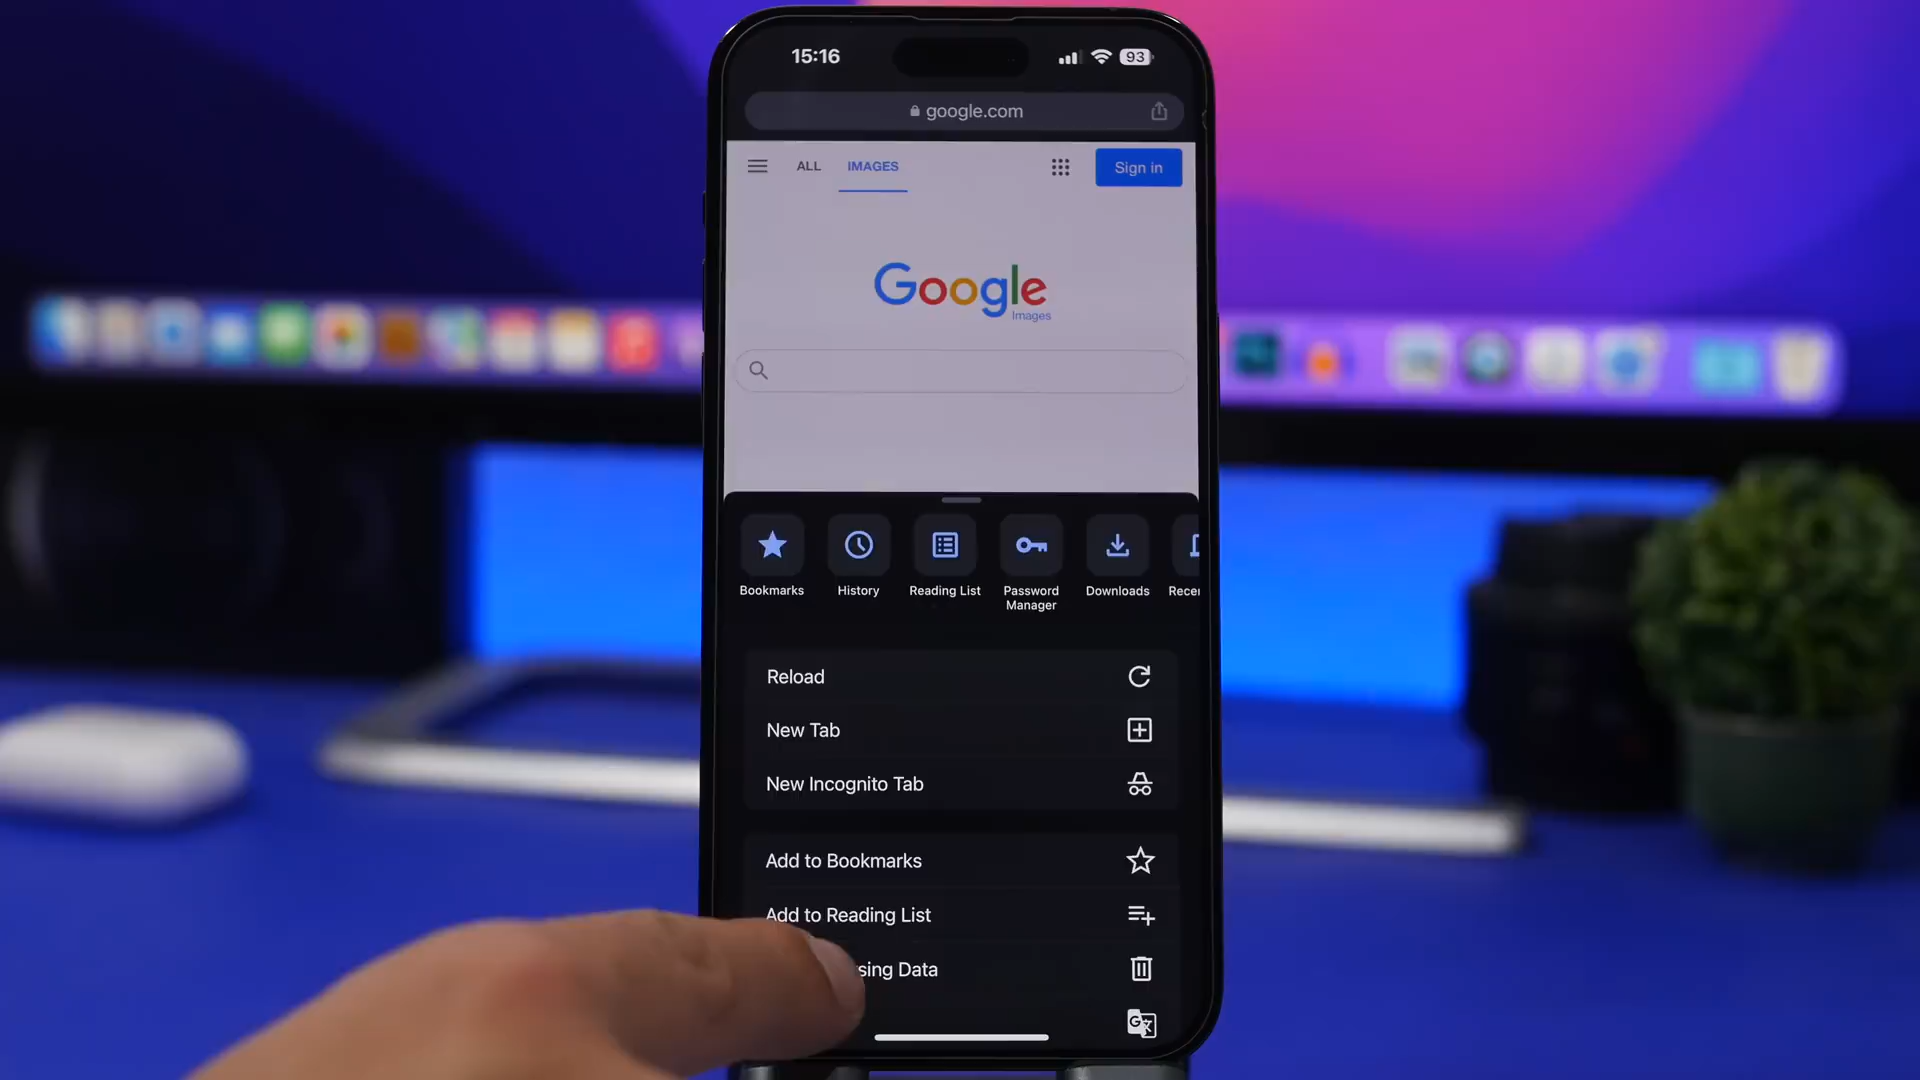 15:16
93
google.com
ALL IMAGES
Sign in
Google
Images
Bookmarks History Reading List Password Manager Downloads Recen
Reload
New Tab
New Incognito Tab
Add to Bookmarks
Add to Reading List
sing Data